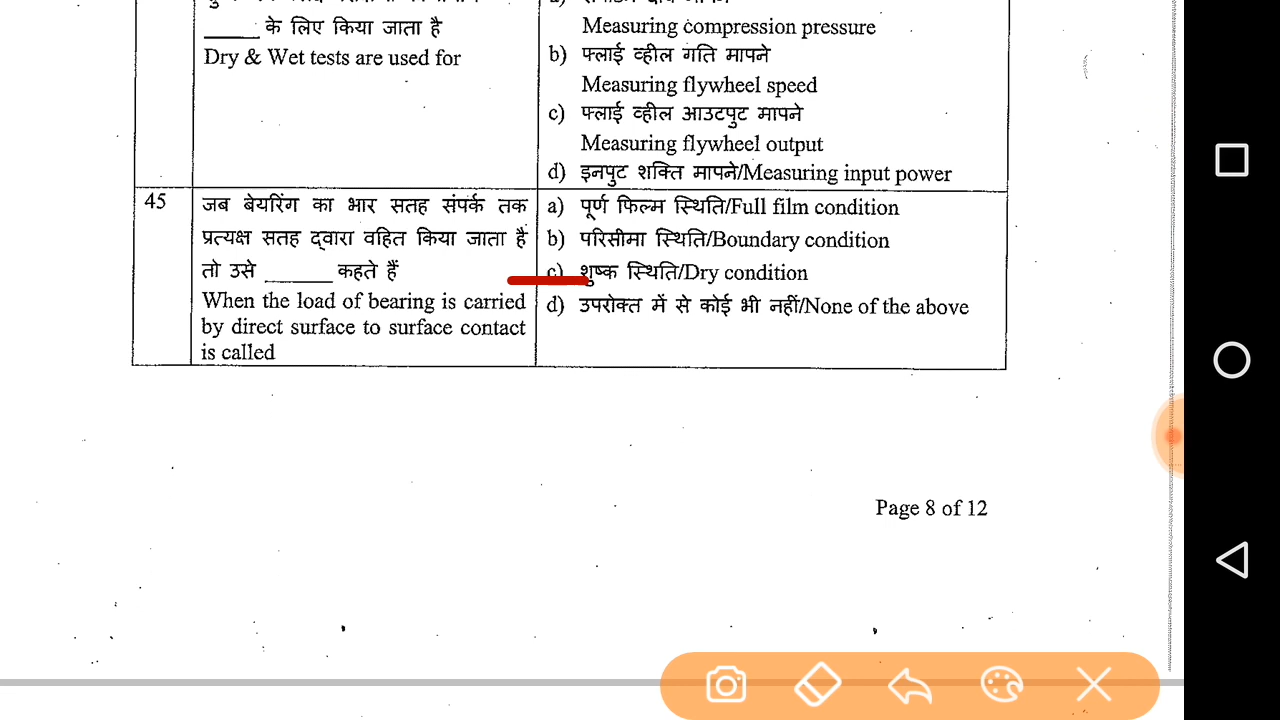 के लिए किया जाता है
Dry & Wet tests are used for
Measuring compression pressure
b) फ्लाई व्हील गति मापने
Measuring flywheel speed
c) फ्लाई व्हील आउटपुट मापने
Measuring flywheel output
d) इनपुट शक्ति मापने/Measuring input power
45
जब बेयरिंग का भार सतह संपर्क तक
प्रत्यक्ष सतह द्वारा वहित किया जाता है
तो उसे ______ कहते हैं
When the load of bearing is carried
by direct surface to surface contact
is called
a) पूर्ण फिल्म स्थिति/Full film condition
b) परिसीमा स्थिति/Boundary condition
c) शुष्क स्थिति/Dry condition
d) उपरोक्त में से कोई भी नहीं/None of the above
Page 8 of 12